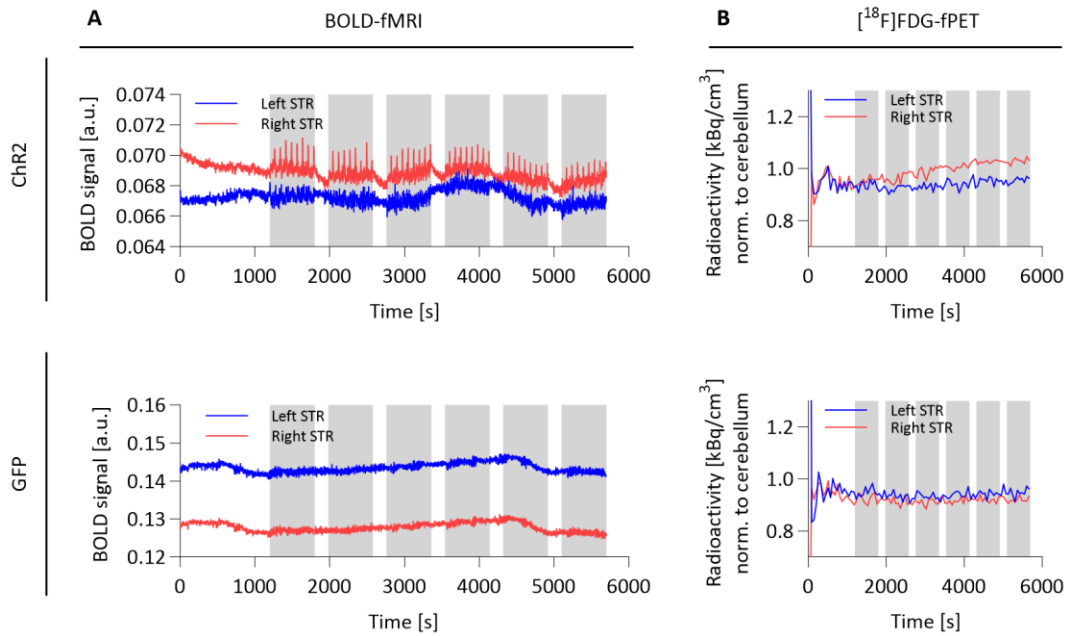 A BOLD-fMRI
B [¹⁸F]FDG-fPET
ChR2
BOLD signal [a.u.]
0.074
0.072
0.070
0.068
0.066
0.064
Left STR
Right STR
0 1000 2000 3000 4000 5000 6000
Time [s]
Radioactivity [kBq/cm³]
norm. to cerebellum
1.2
1.0
0.8
Left STR
Right STR
0 2000 4000 6000
Time [s]
GFP
BOLD signal [a.u.]
0.16
0.15
0.14
0.13
0.12
Left STR
Right STR
0 1000 2000 3000 4000 5000 6000
Time [s]
Radioactivity [kBq/cm³]
norm. to cerebellum
1.2
1.0
0.8
Left STR
Right STR
0 2000 4000 6000
Time [s]